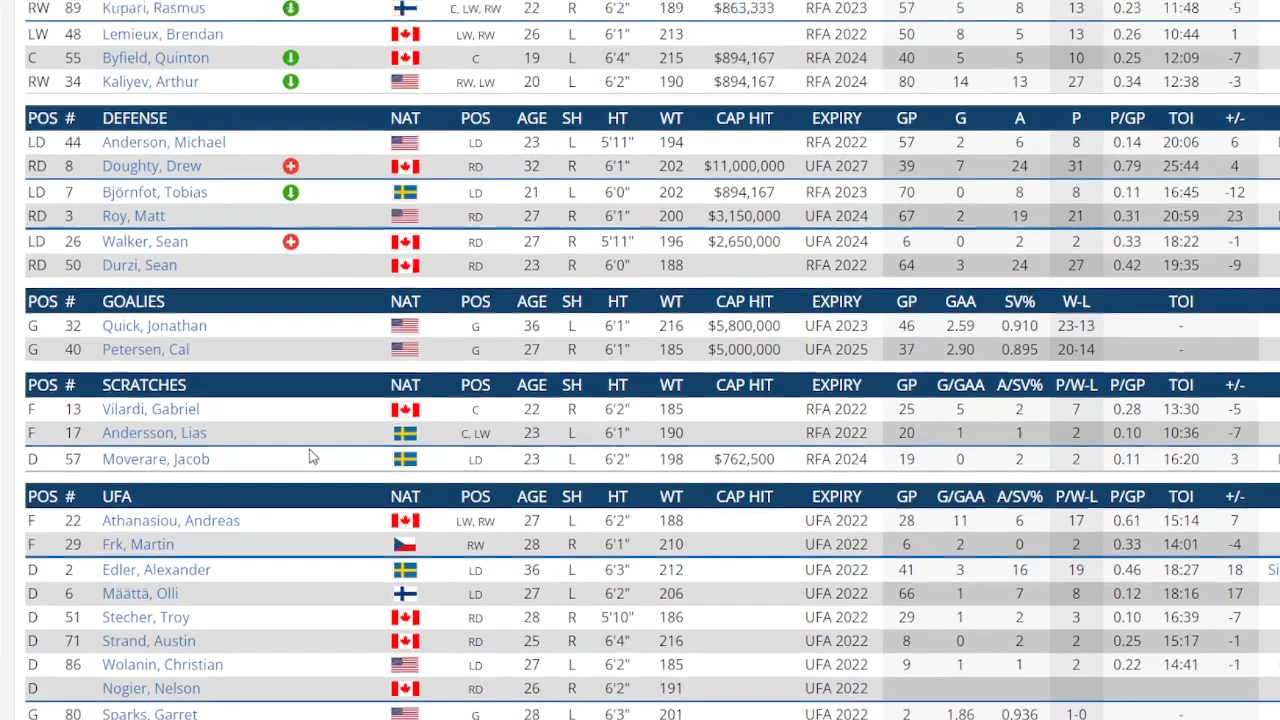 RW 89 Kupari, Rasmus C, LW, RW 22 R 6'2" 189 $863,333 RFA 2023 57 5 8 13 0.23 11:48 -5
LW 48 Lemieux, Brendan LW, RW 26 L 6'1" 213 RFA 2022 50 8 5 13 0.26 10:44 1
C 55 Byfield, Quinton C 19 L 6'4" 215 $894,167 RFA 2024 40 5 5 10 0.25 12:09 -7
RW 34 Kaliyev, Arthur RW, LW 20 L 6'2" 190 $894,167 RFA 2024 80 14 13 27 0.34 12:38 -3
POS # DEFENSE NAT POS AGE SH HT WT CAP HIT EXPIRY GP G A P P/GP TOI +/-
LD 44 Anderson, Michael LD 23 L 5'11" 194 RFA 2022 57 2 6 8 0.14 20:06 6
RD 8 Doughty, Drew RD 32 R 6'1" 202 $11,000,000 UFA 2027 39 7 24 31 0.79 25:44 4
LD 7 Björnfot, Tobias LD 21 L 6'0" 202 $894,167 RFA 2023 70 0 8 8 0.11 16:45 -12
RD 3 Roy, Matt RD 27 R 6'1" 200 $3,150,000 UFA 2024 67 2 19 21 0.31 20:59 23
LD 26 Walker, Sean RD 27 R 5'11" 196 $2,650,000 UFA 2024 6 0 2 2 0.33 18:22 -1
RD 50 Durzi, Sean RD 23 R 6'0" 188 RFA 2022 64 3 24 27 0.42 19:35 -9
POS # GOALIES NAT POS AGE SH HT WT CAP HIT EXPIRY GP GAA SV% W-L TOI
G 32 Quick, Jonathan G 36 L 6'1" 216 $5,800,000 UFA 2023 46 2.59 0.910 23-13 -
G 40 Petersen, Cal G 27 R 6'1" 185 $5,000,000 UFA 2025 37 2.90 0.895 20-14 -
POS # SCRATCHES NAT POS AGE SH HT WT CAP HIT EXPIRY GP G/GAA A/SV% P/W-L P/GP TOI +/-
F 13 Vilardi, Gabriel C 22 R 6'2" 185 RFA 2022 25 5 2 7 0.28 13:30 -5
F 17 Andersson, Lias C, LW 23 L 6'1" 190 RFA 2022 20 1 1 2 0.10 10:36 -7
D 57 Moverare, Jacob LD 23 L 6'2" 198 $762,500 RFA 2024 19 0 2 2 0.11 16:20 3
POS # UFA NAT POS AGE SH HT WT CAP HIT EXPIRY GP G/GAA A/SV% P/W-L P/GP TOI +/-
F 22 Athanasiou, Andreas LW, RW 27 L 6'2" 188 UFA 2022 28 11 6 17 0.61 15:14 7
F 29 Frk, Martin RW 28 R 6'1" 210 UFA 2022 6 2 0 2 0.33 14:01 -4
D 2 Edler, Alexander LD 36 L 6'3" 212 UFA 2022 41 3 16 19 0.46 18:27 18 Si
D 6 Määttä, Olli LD 27 L 6'2" 206 UFA 2022 66 1 7 8 0.12 18:16 17
D 51 Stecher, Troy RD 28 R 5'10" 186 UFA 2022 29 1 2 3 0.10 16:39 -7
D 71 Strand, Austin RD 25 R 6'4" 216 UFA 2022 8 0 2 2 0.25 15:17 -1
D 86 Wolanin, Christian LD 27 L 6'2" 185 UFA 2022 9 1 1 2 0.22 14:41 -1
D Nogier, Nelson RD 26 R 6'2" 191 UFA 2022
G 80 Sparks, Garret G 28 L 6'3" 201 UFA 2022 2 1.86 0.936 1-0 -